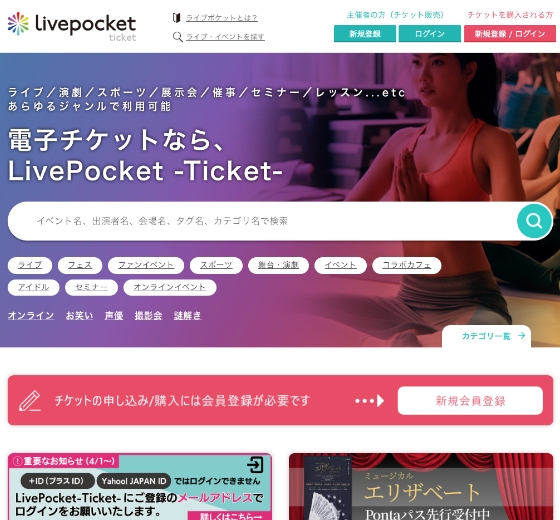 livepocket
ticket
ライブポケットとは？
ライブ・イベントを探す
主催者の方（チケット販売）
新規登録
ログイン
チケットを購入される方
新規登録 / ログイン
ライブ／演劇／スポーツ／展示会／催事／セミナー／レッスン...etc
あらゆるジャンルで利用可能
電子チケットなら、
LivePocket -Ticket-
イベント名、出演者名、会場名、タグ名、カテゴリ名で検索
ライブ
フェス
ファンイベント
スポーツ
舞台・演劇
イベント
コラボカフェ
アイドル
セミナー
オンラインイベント
オンライン お笑い 声優 撮影会 謎解き
カテゴリ一覧 →
チケットの申し込み/購入には会員登録が必要です
新規会員登録
！重要なお知らせ（4/1〜）
+ID（プラスID） Yahoo! JAPAN ID ではログインできません
LivePocket-Ticket- にご登録のメールアドレスで
ログインをお願いいたします。
詳しくはこちら→
ミュージカル
エリザベート
Pontaパス先行受付中